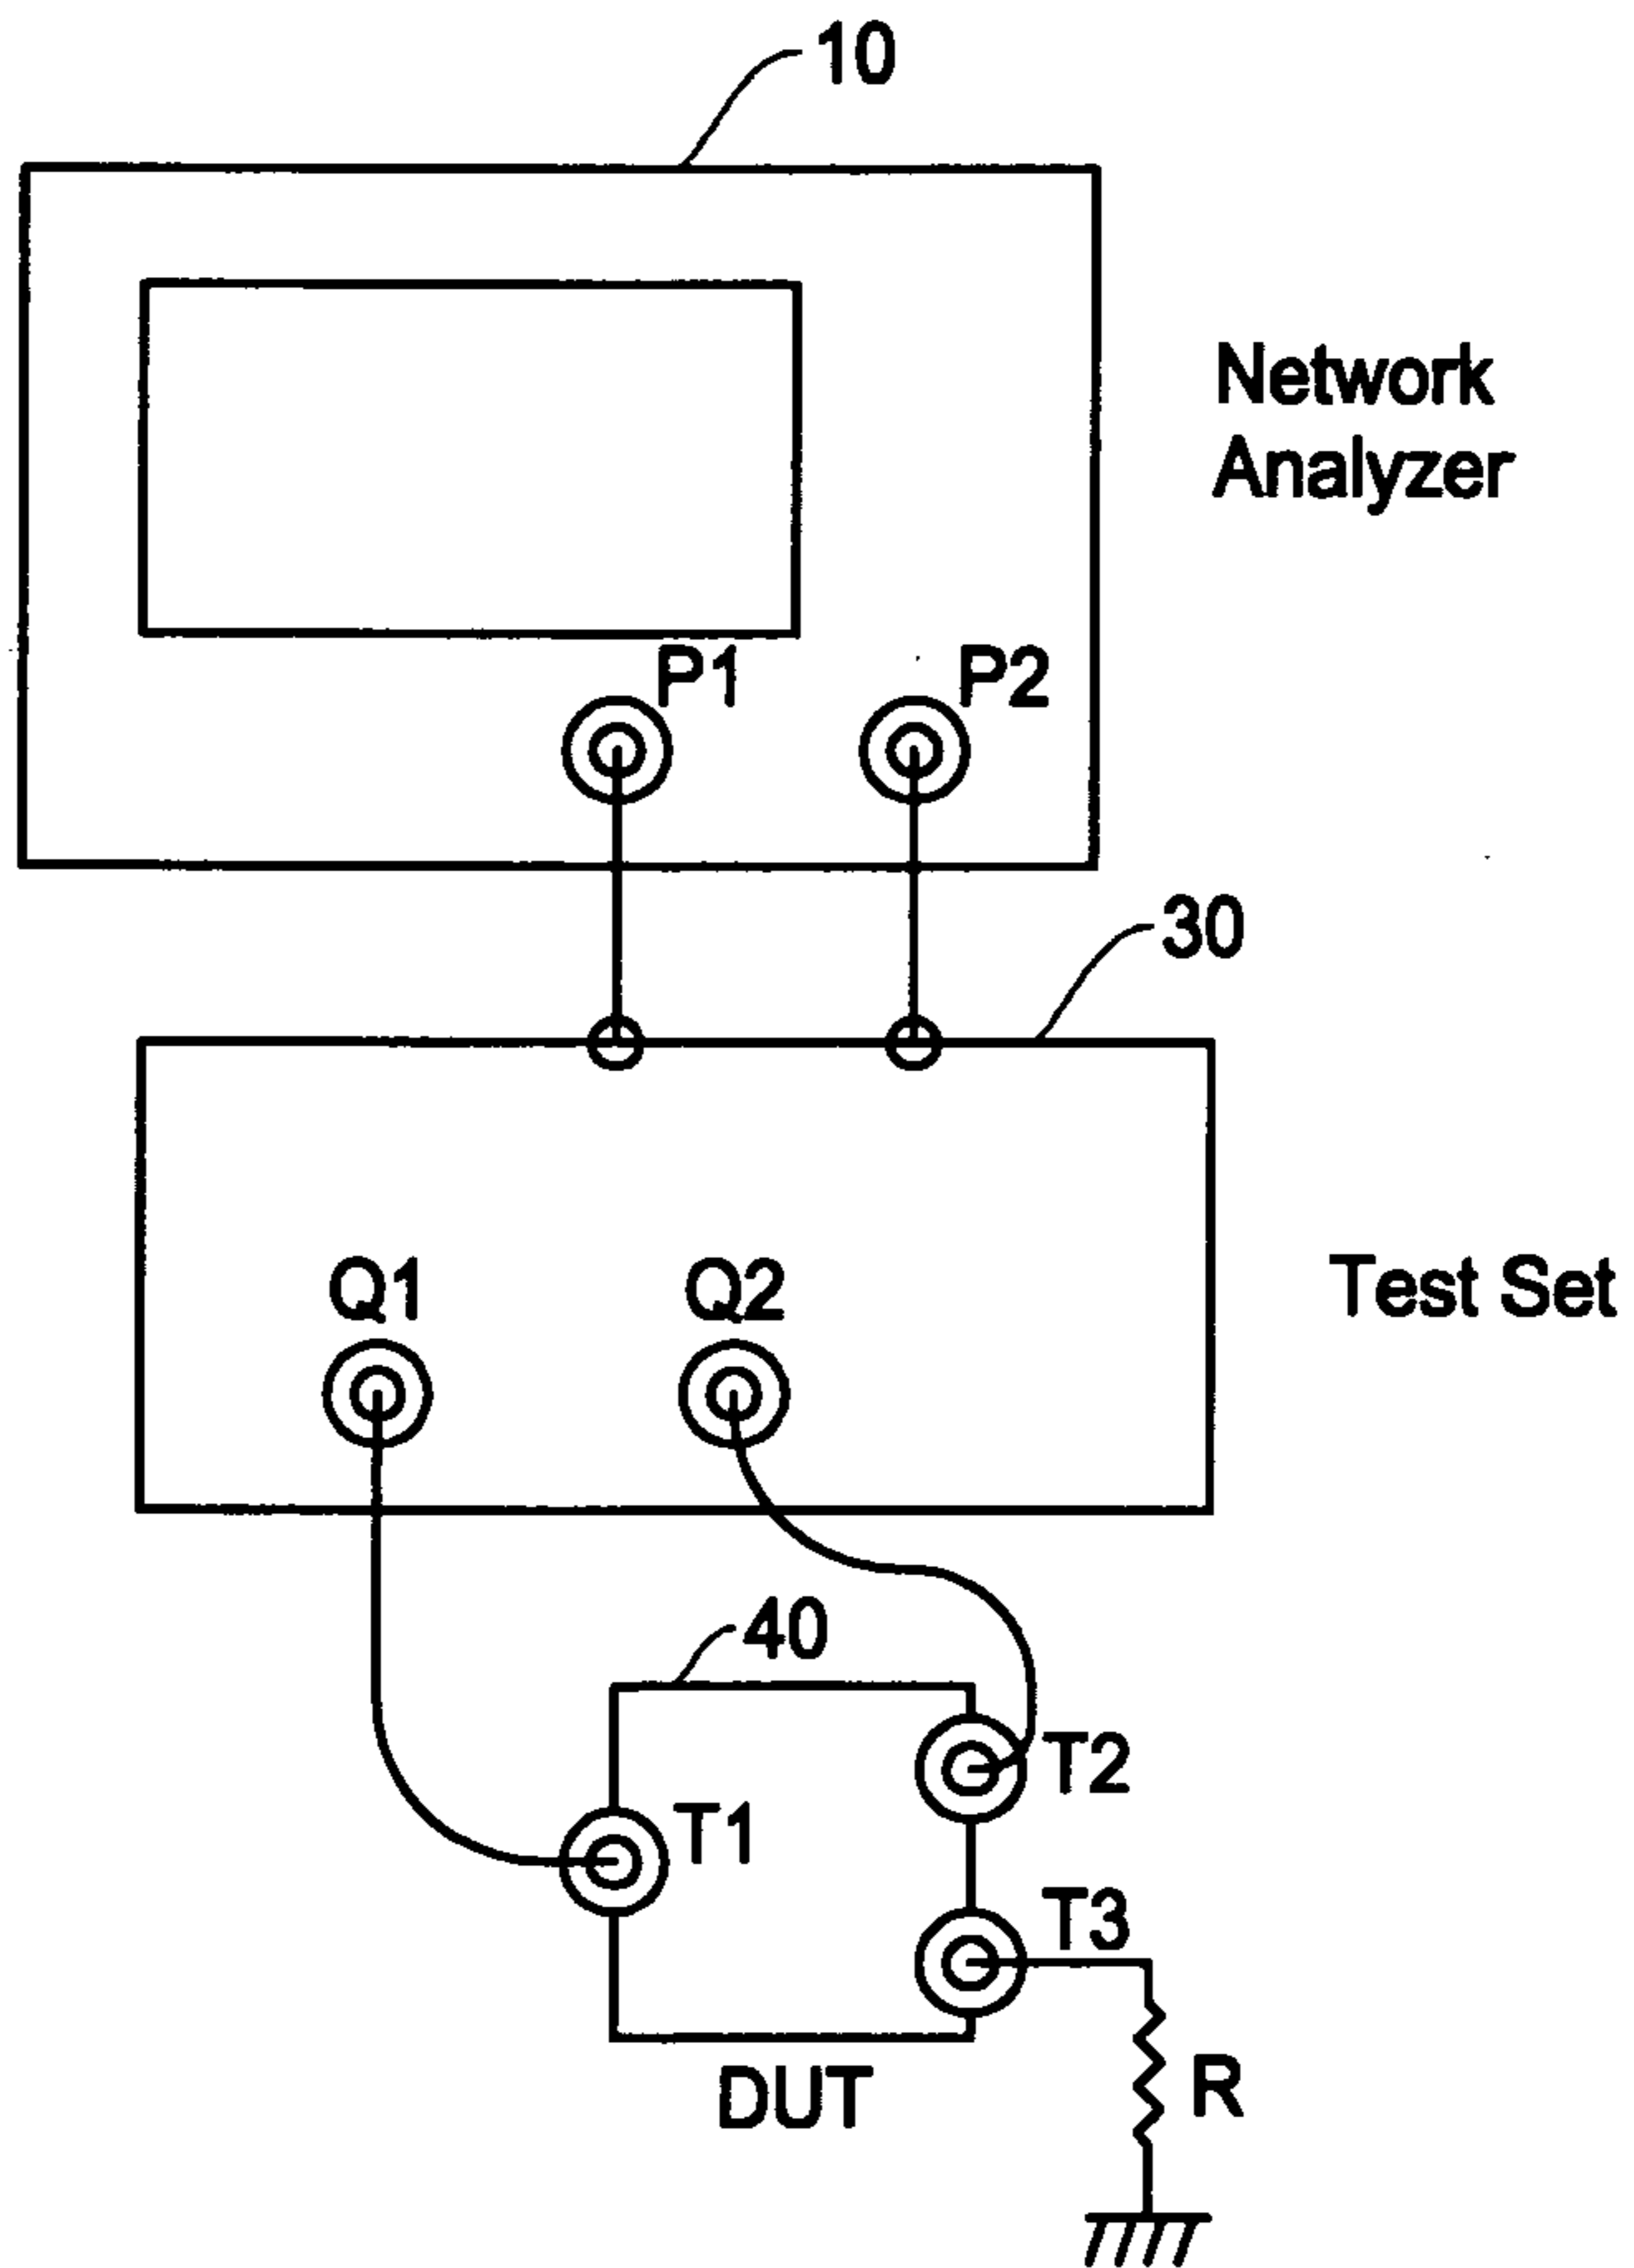 10
Network
Analyzer
P1
P2
30
Q1
Q2
Test Set
40
T2
T1
T3
DUT
R